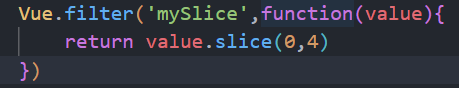 Vue.filter('mySlice',function(value){
    return value.slice(0,4)
})